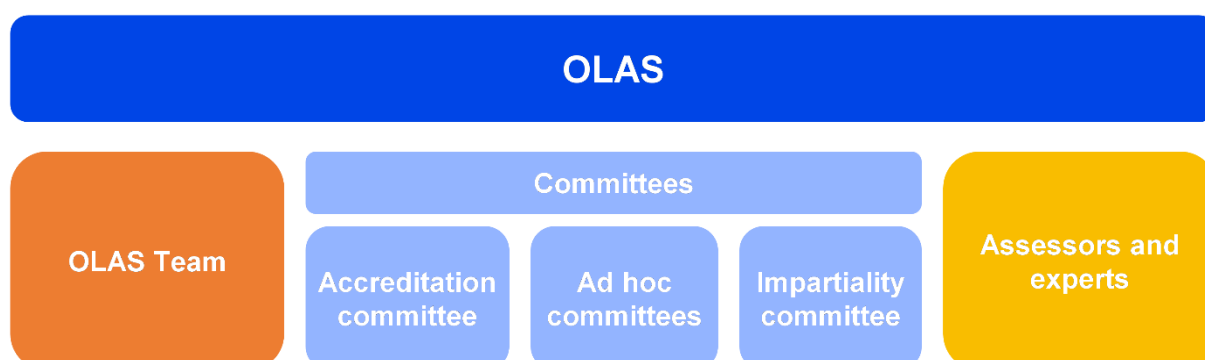 OLAS
OLAS Team
Committees
Accreditation
committee
Ad hoc
committees
Impartiality
committee
Assessors and
experts